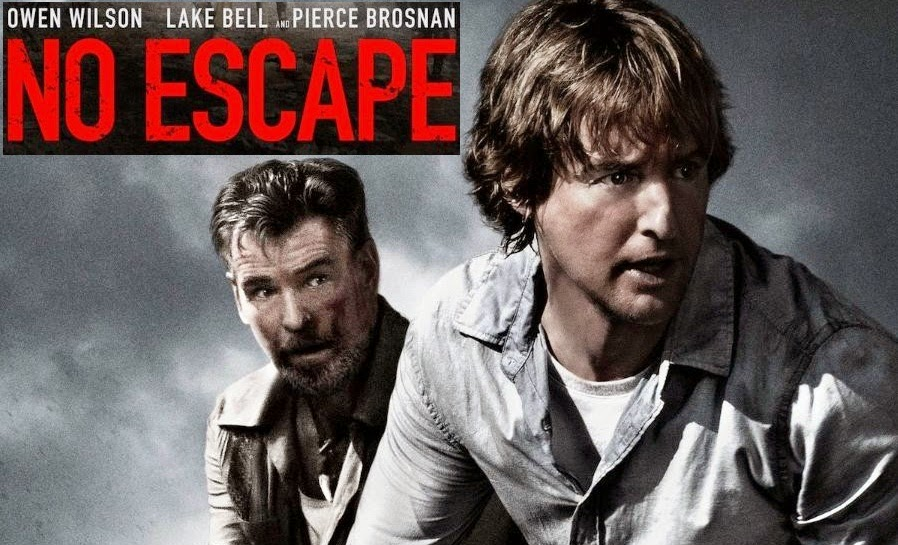 OWEN WILSON LAKE BELL AND PIERCE BROSNAN
NO ESCAPE